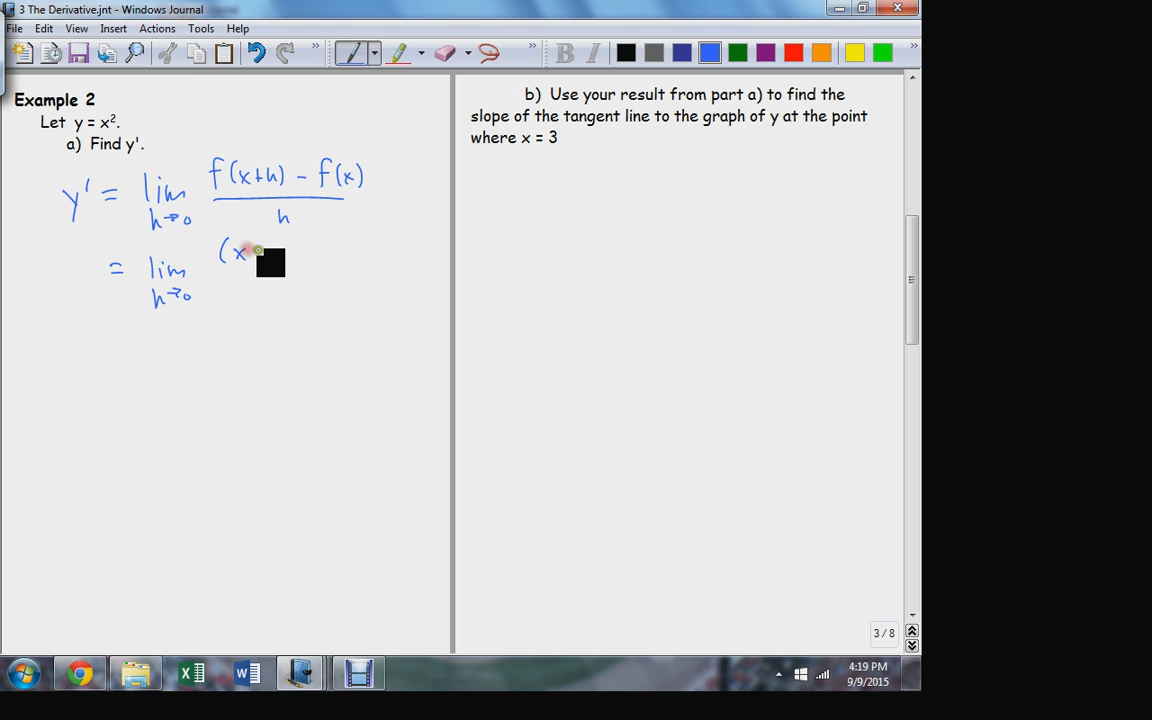 3 The Derivative.jnt - Windows Journal
File Edit View Insert Actions Tools Help
B I
Example 2
Let y = x².
a) Find y'.
y' = lim h→0 f(x+h) - f(x) / h
= lim h→0 (x
b) Use your result from part a) to find the
slope of the tangent line to the graph of y at the point
where x = 3
3 / 8
4:19 PM
9/9/2015